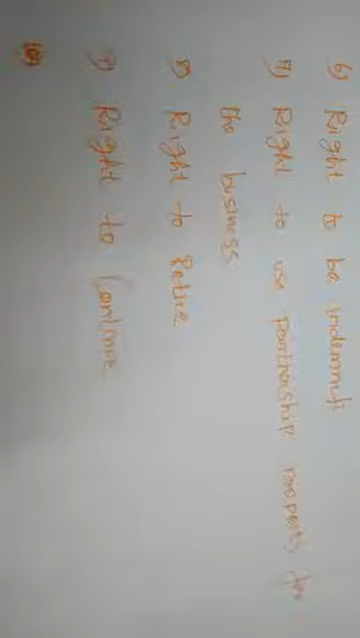 6) Right to be indemnify
7) Right to use partnership property for
the business
8) Right to Retire
9) Right to Continue
10)